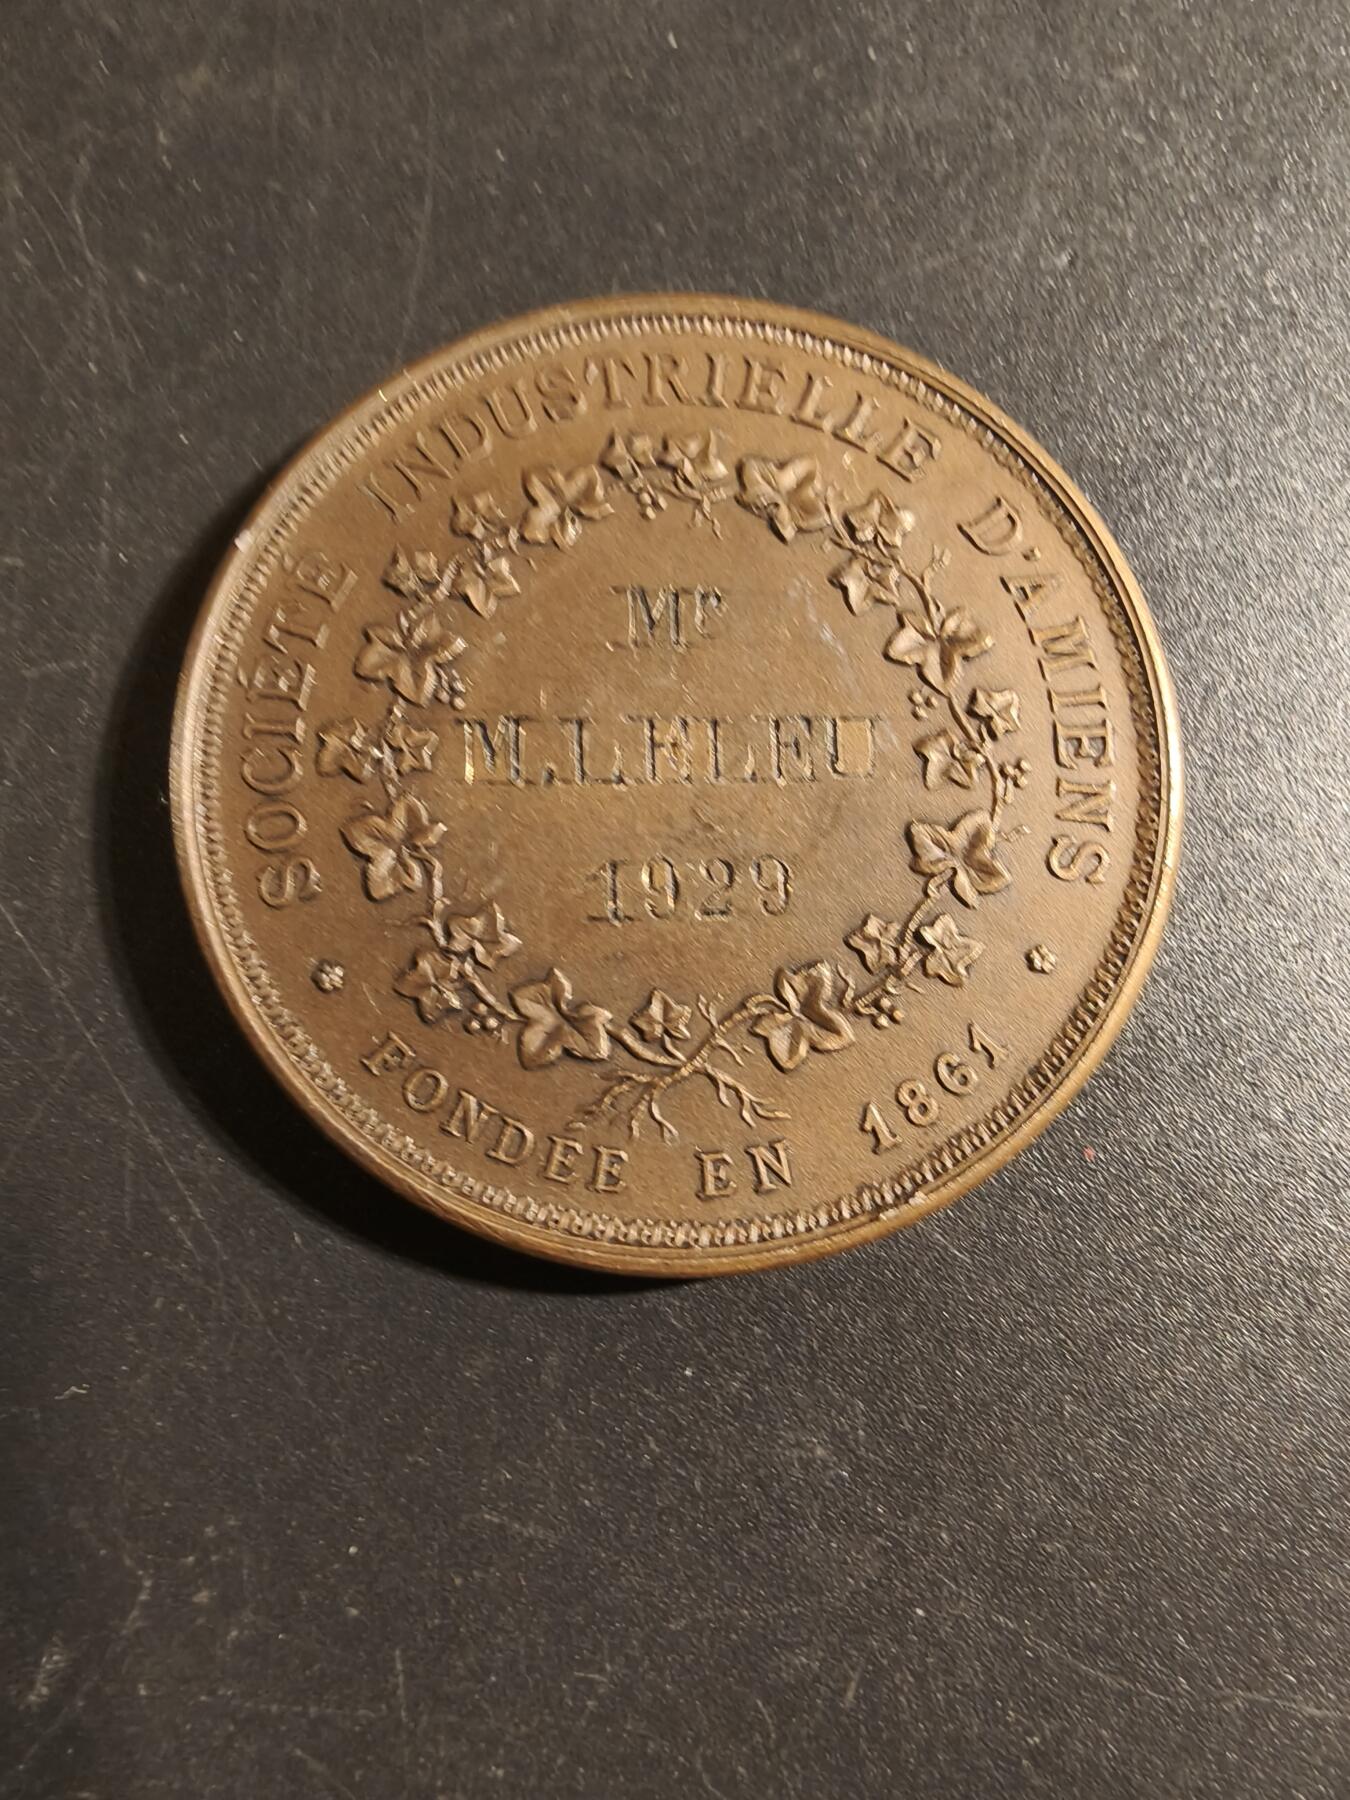 SOCIÉTÉ INDUSTRIELLE D'AMIENS
Mr
M.LELEU
1929
FONDÉE EN 1861